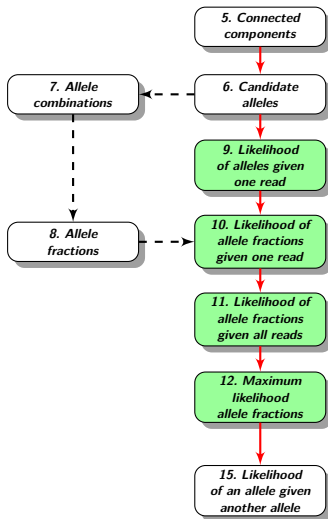 5. Connected
components
7. Allele
combinations
6. Candidate
alleles
9. Likelihood
of alleles given
one read
8. Allele
fractions
10. Likelihood of
allele fractions
given one read
11. Likelihood of
allele fractions
given all reads
12. Maximum
likelihood
allele fractions
15. Likelihood
of an allele given
another allele